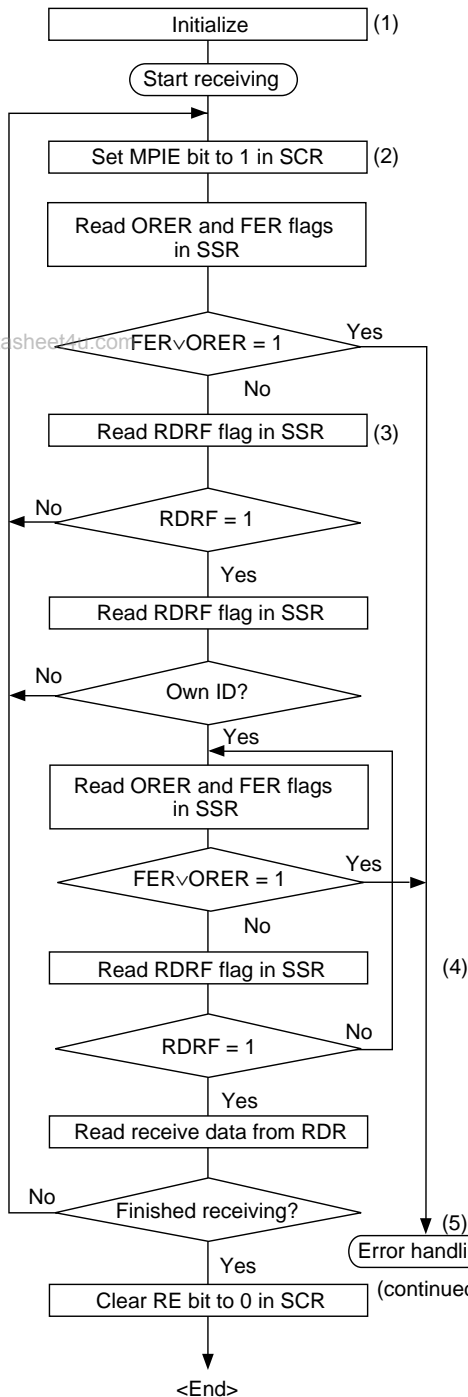 Initialize (1)
Start receiving
Set MPIE bit to 1 in SCR (2)
Read ORER and FER flags
in SSR
asheet4u.com
FER∨ORER = 1
Yes
No
Read RDRF flag in SSR (3)
No
RDRF = 1
Yes
Read RDRF flag in SSR
No
Own ID?
Yes
Read ORER and FER flags
in SSR
Yes
FER∨ORER = 1
No
Read RDRF flag in SSR (4)
No
RDRF = 1
Yes
Read receive data from RDR
No
Finished receiving?
(5)
Yes
Error handli
Clear RE bit to 0 in SCR
(continued
<End>